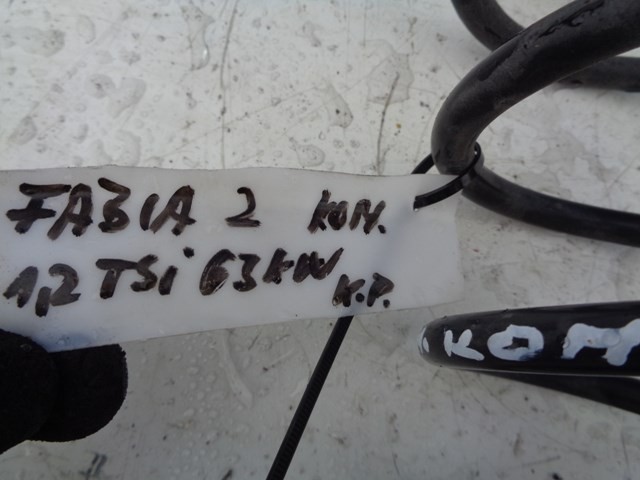 FABIA 2 KOM.
1,2 TSi 63kW K.P.
KOM